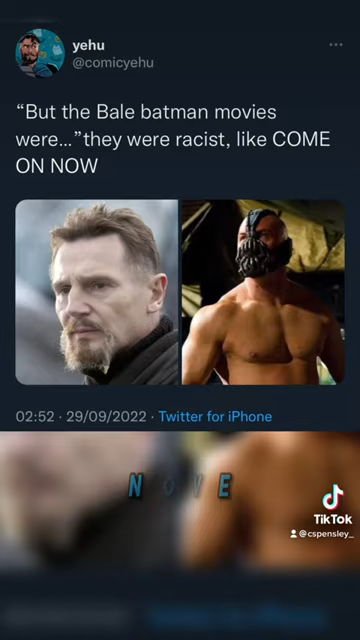 yehu
@comicyehu
“But the Bale batman movies
were...”they were racist, like COME
ON NOW
02:52 · 29/09/2022 · Twitter for iPhone
TikTok
@cspensley_